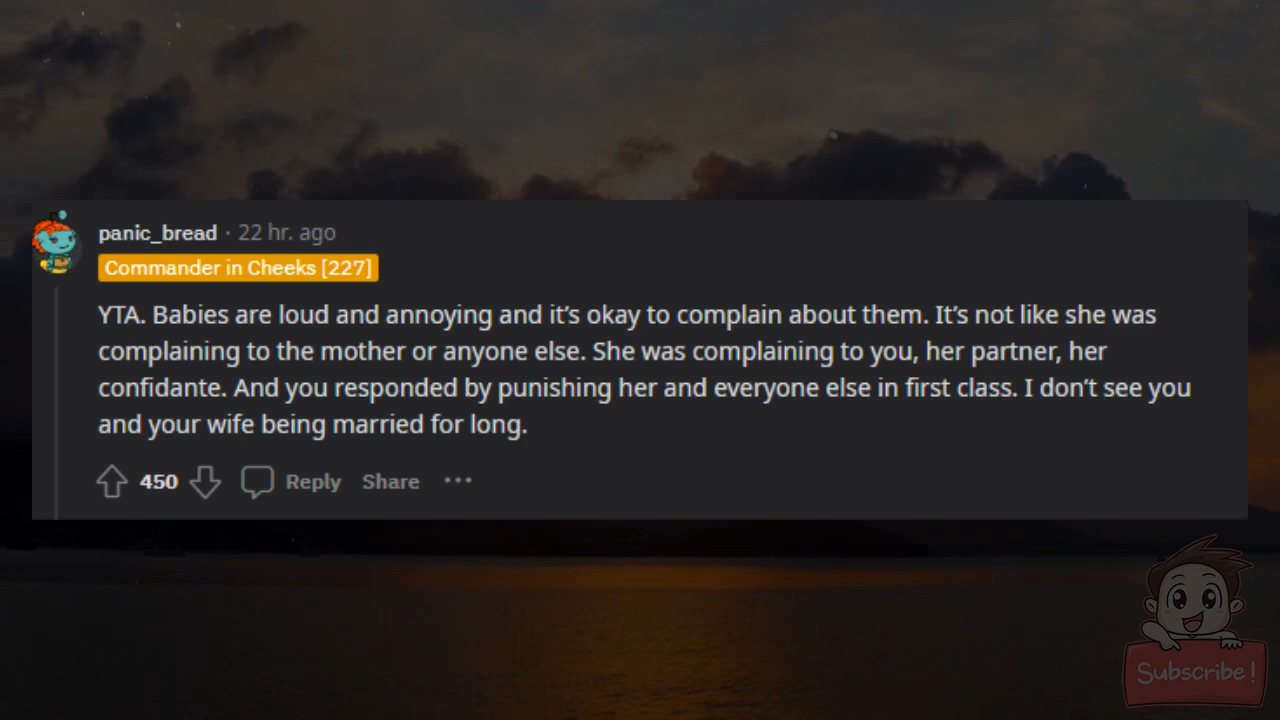 panic_bread · 22 hr. ago
Commander in Cheeks [227]
YTA. Babies are loud and annoying and it’s okay to complain about them. It’s not like she was
complaining to the mother or anyone else. She was complaining to you, her partner, her
confidante. And you responded by punishing her and everyone else in first class. I don’t see you
and your wife being married for long.
450 Reply Share ···
Subscribe!